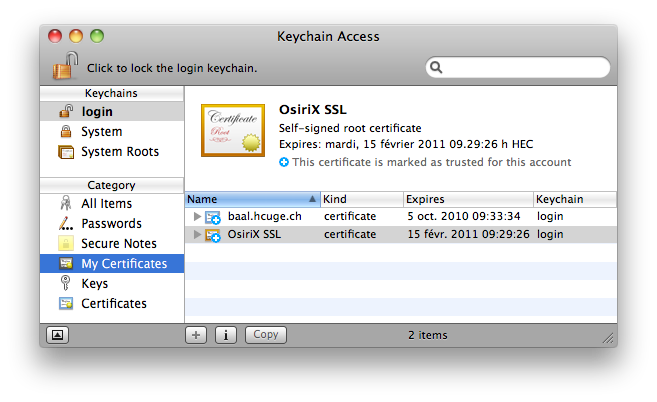 Keychain Access
Click to lock the login keychain.
Keychains
login
System
System Roots
Category
All Items
Passwords
Secure Notes
My Certificates
Keys
Certificates
Certificate
Root
OsiriX SSL
Self-signed root certificate
Expires: mardi, 15 février 2011 09.29:26 h HEC
This certificate is marked as trusted for this account
Name Kind Expires Keychain
baal.hcuge.ch certificate 5 oct. 2010 09:33:34 login
OsiriX SSL certificate 15 févr. 2011 09:29:26 login
+ i Copy 2 items